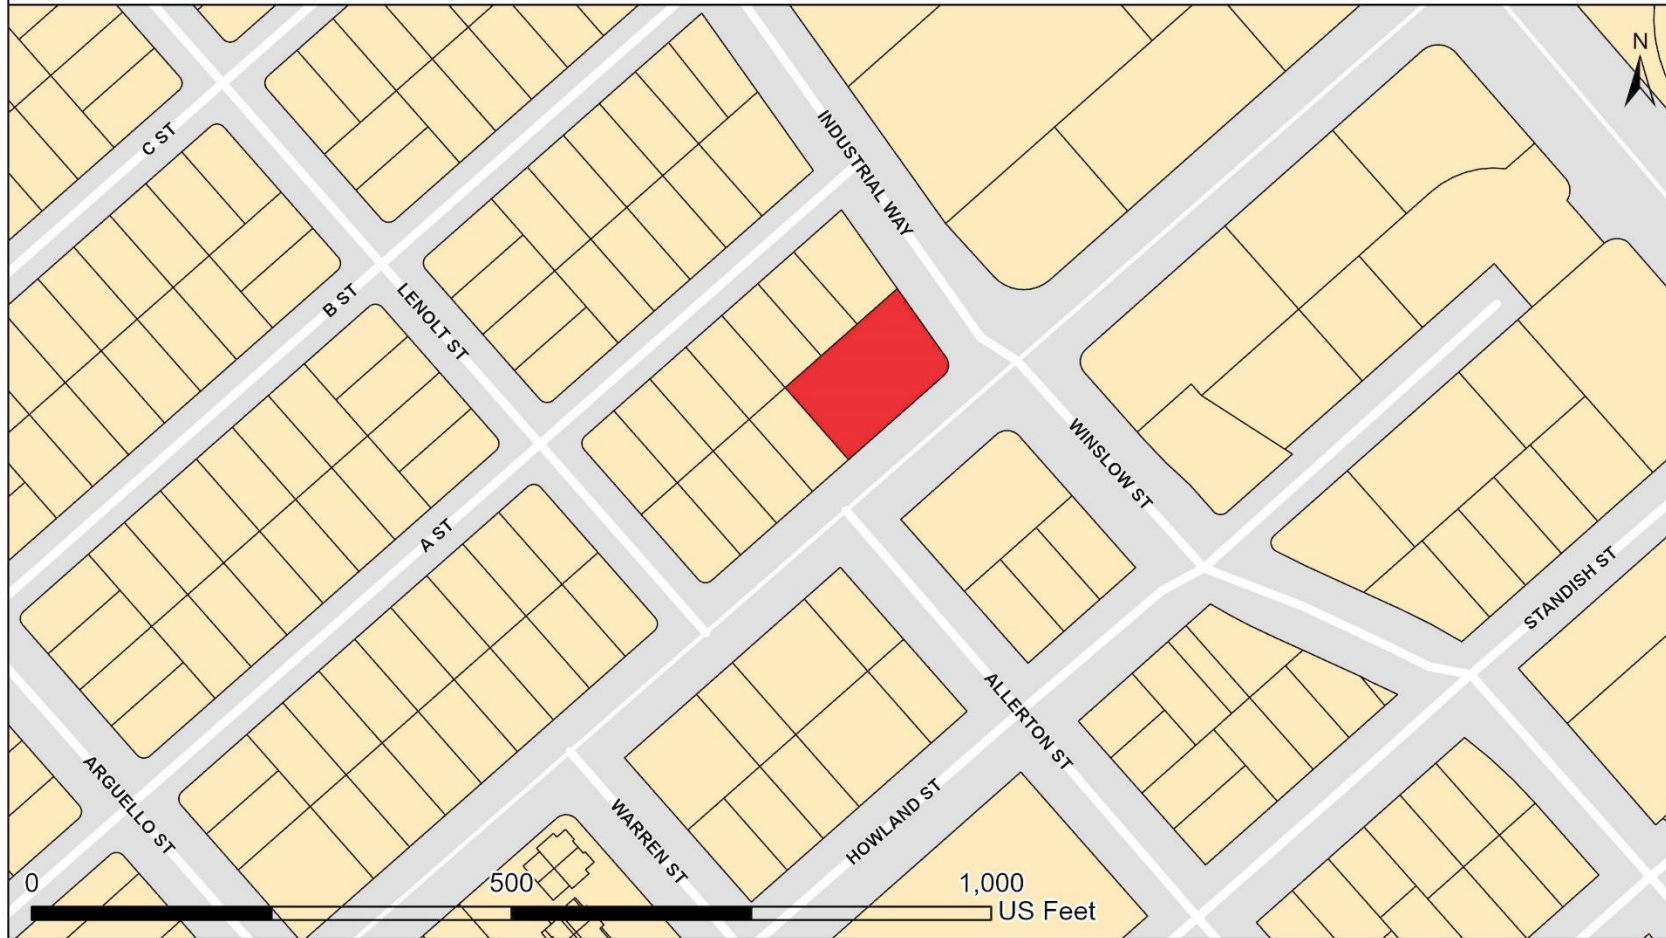 N
C ST
INDUSTRIAL WAY
B ST
LENOLT ST
WINSLOW ST
A ST
STANDISH ST
ALLERTON ST
ARGUELLO ST
WARREN ST
HOWLAND ST
0 500 1,000
US Feet